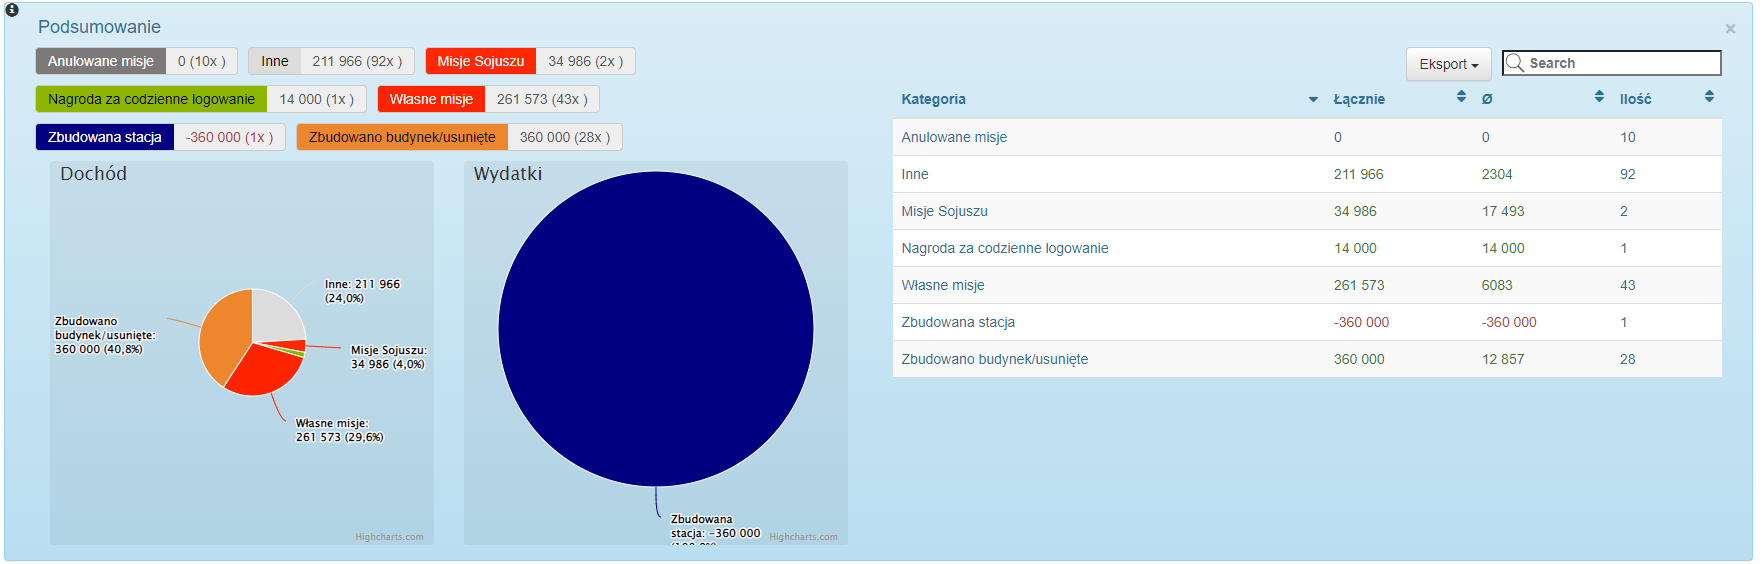 Podsumowanie
×
Anulowane misje 0 (10x )
Inne 211 966 (92x )
Misje Sojuszu 34 986 (2x )
Nagroda za codzienne logowanie 14 000 (1x )
Własne misje 261 573 (43x )
Zbudowana stacja -360 000 (1x )
Zbudowano budynek/usunięte 360 000 (28x )
Dochód
Inne: 211 966
(24,0%)
Zbudowano
budynek/usunięte:
360 000 (40,8%)
Misje Sojuszu:
34 986 (4,0%)
Własne misje:
261 573 (29,6%)
Highcharts.com
Wydatki
Zbudowana
stacja: -360 000
Highcharts.com
Eksport
Search
Kategoria Łącznie Ø Ilość
Anulowane misje 0 0 10
Inne 211 966 2304 92
Misje Sojuszu 34 986 17 493 2
Nagroda za codzienne logowanie 14 000 14 000 1
Własne misje 261 573 6083 43
Zbudowana stacja -360 000 -360 000 1
Zbudowano budynek/usunięte 360 000 12 857 28